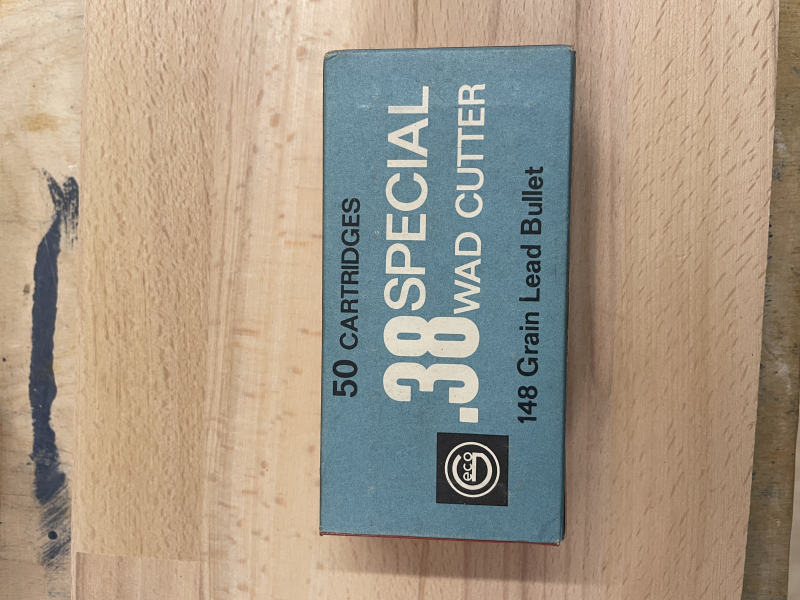 50 CARTRIDGES
.38 SPECIAL
WAD CUTTER
148 Grain Lead Bullet
Geco